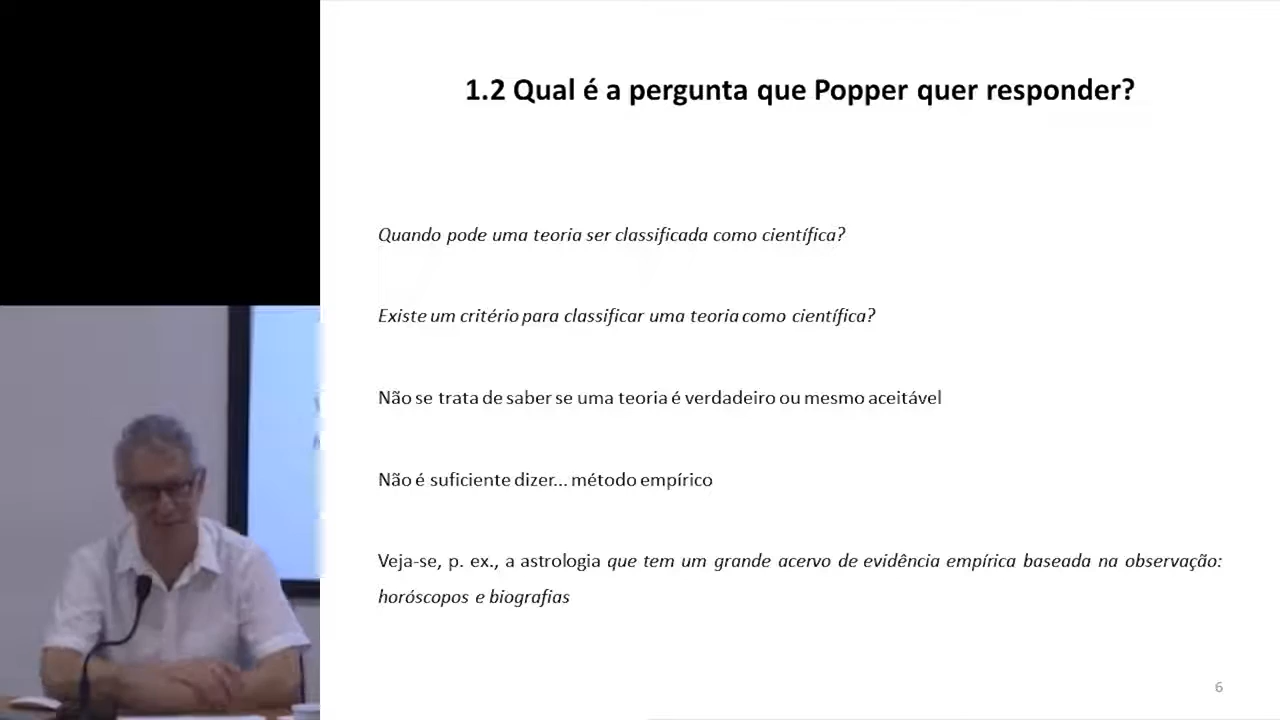 1.2 Qual é a pergunta que Popper quer responder?
Quando pode uma teoria ser classificada como científica?
Existe um critério para classificar uma teoria como científica?
Não se trata de saber se uma teoria é verdadeiro ou mesmo aceitável
Não é suficiente dizer... método empírico
Veja-se, p. ex., a astrologia que tem um grande acervo de evidência empírica baseada na observação:
horóscopos e biografias
6